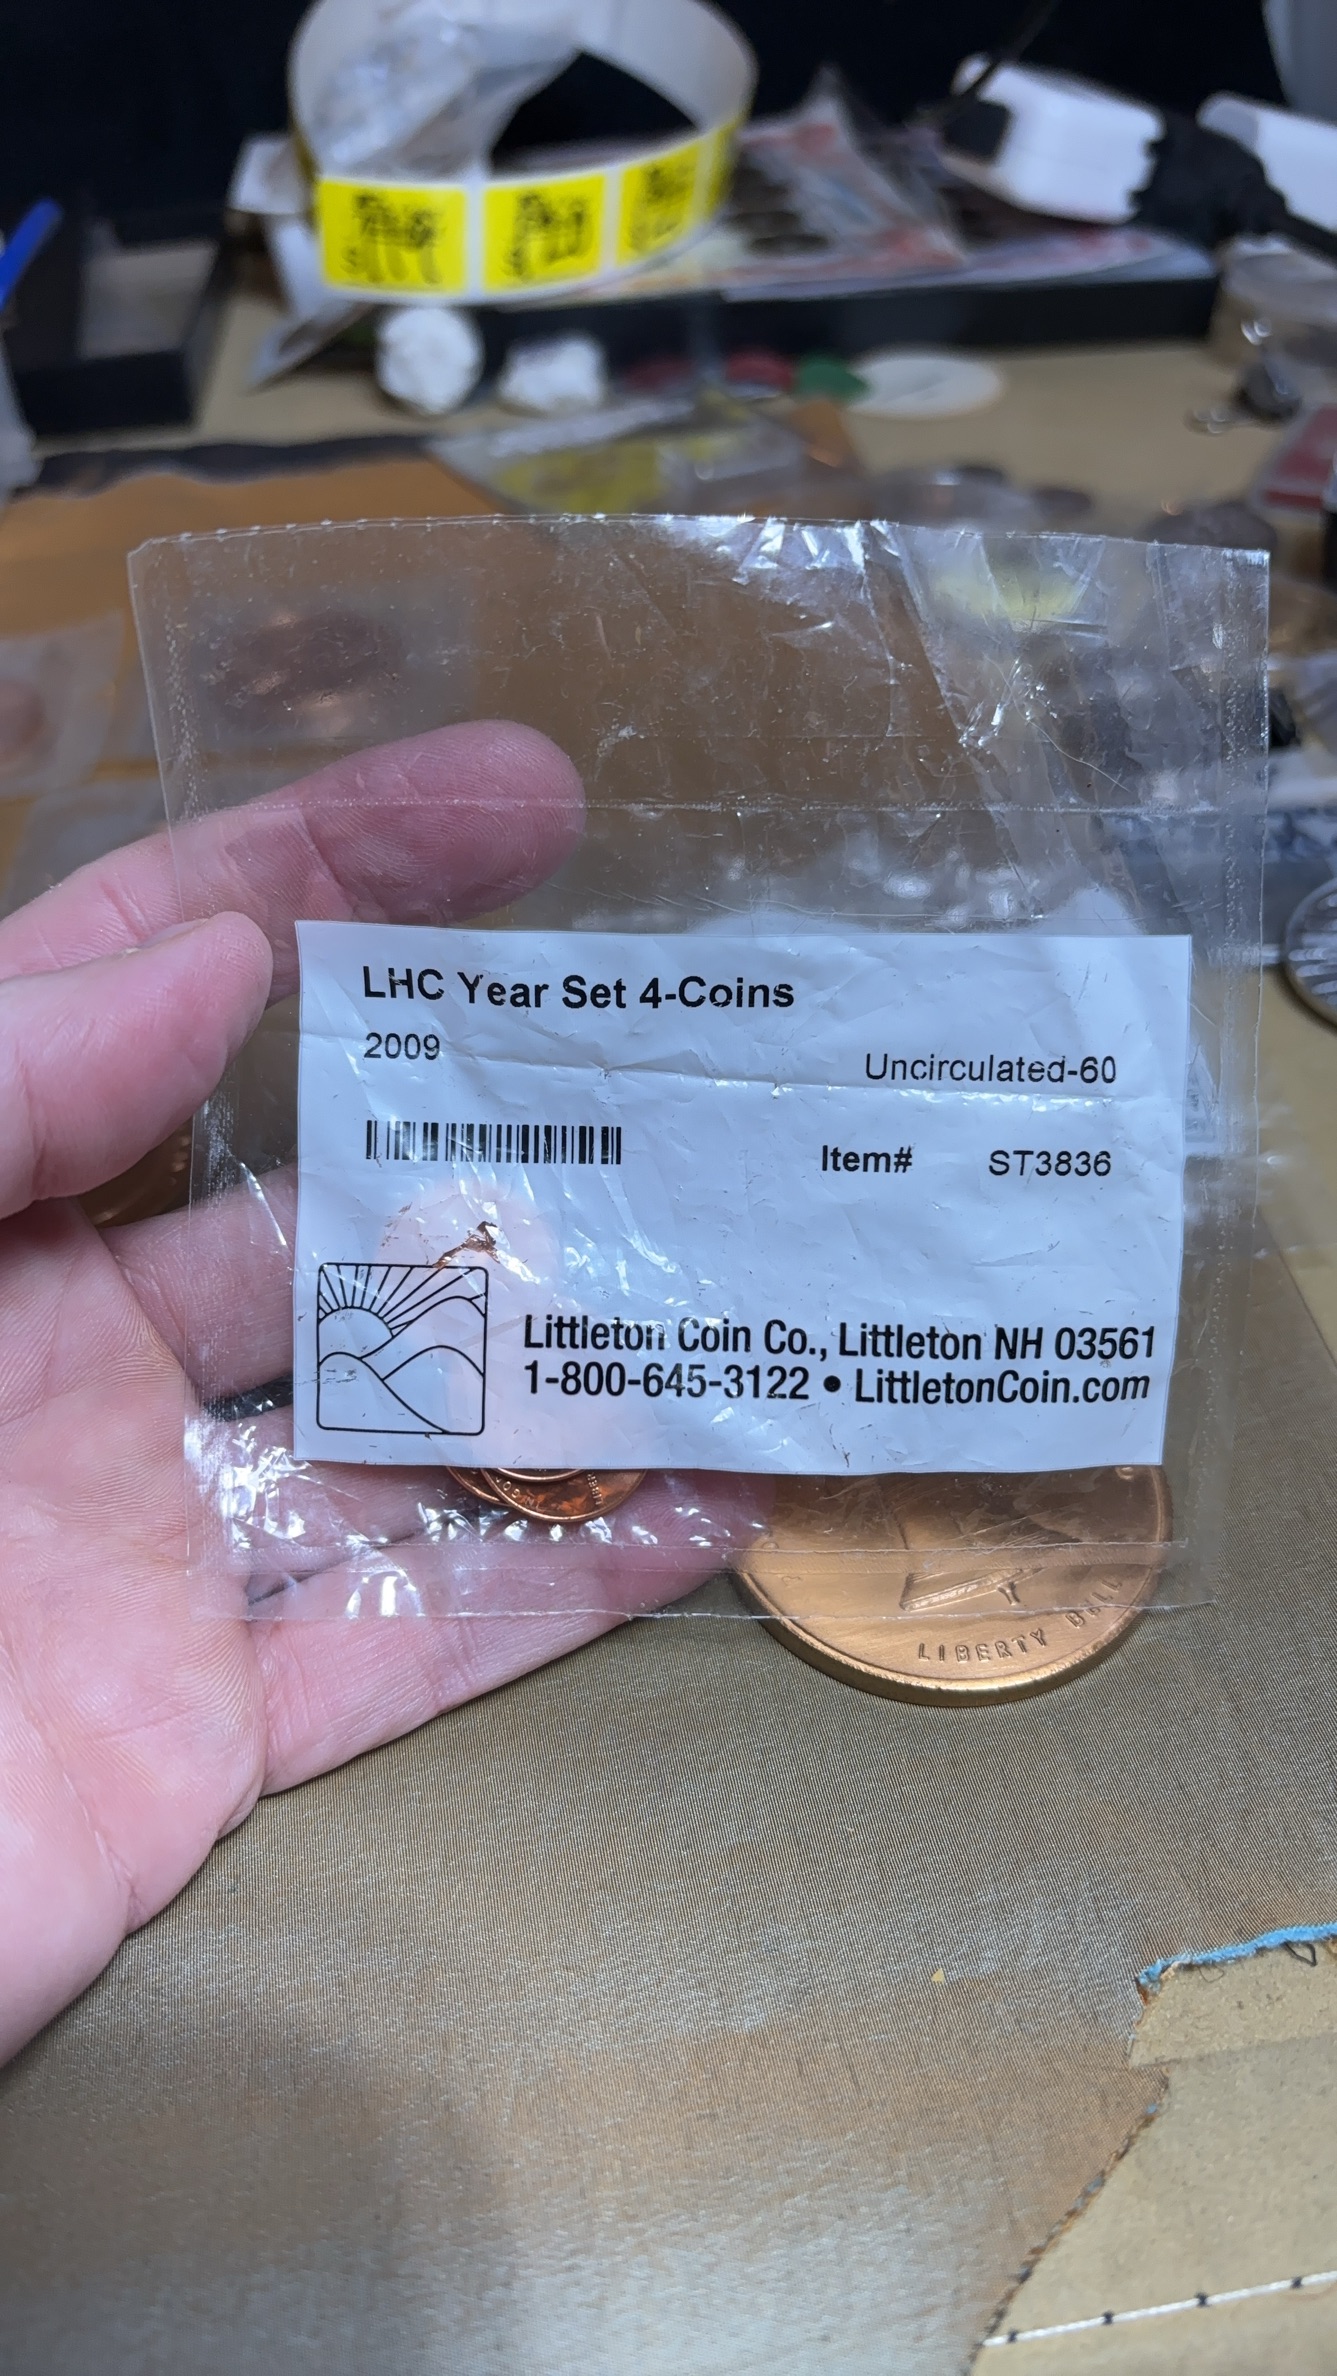 LHC Year Set 4-Coins
2009
Uncirculated-60
Item# ST3836
Littleton Coin Co., Littleton NH 03561
1-800-645-3122 • LittletonCoin.com
LIBERTY BELL